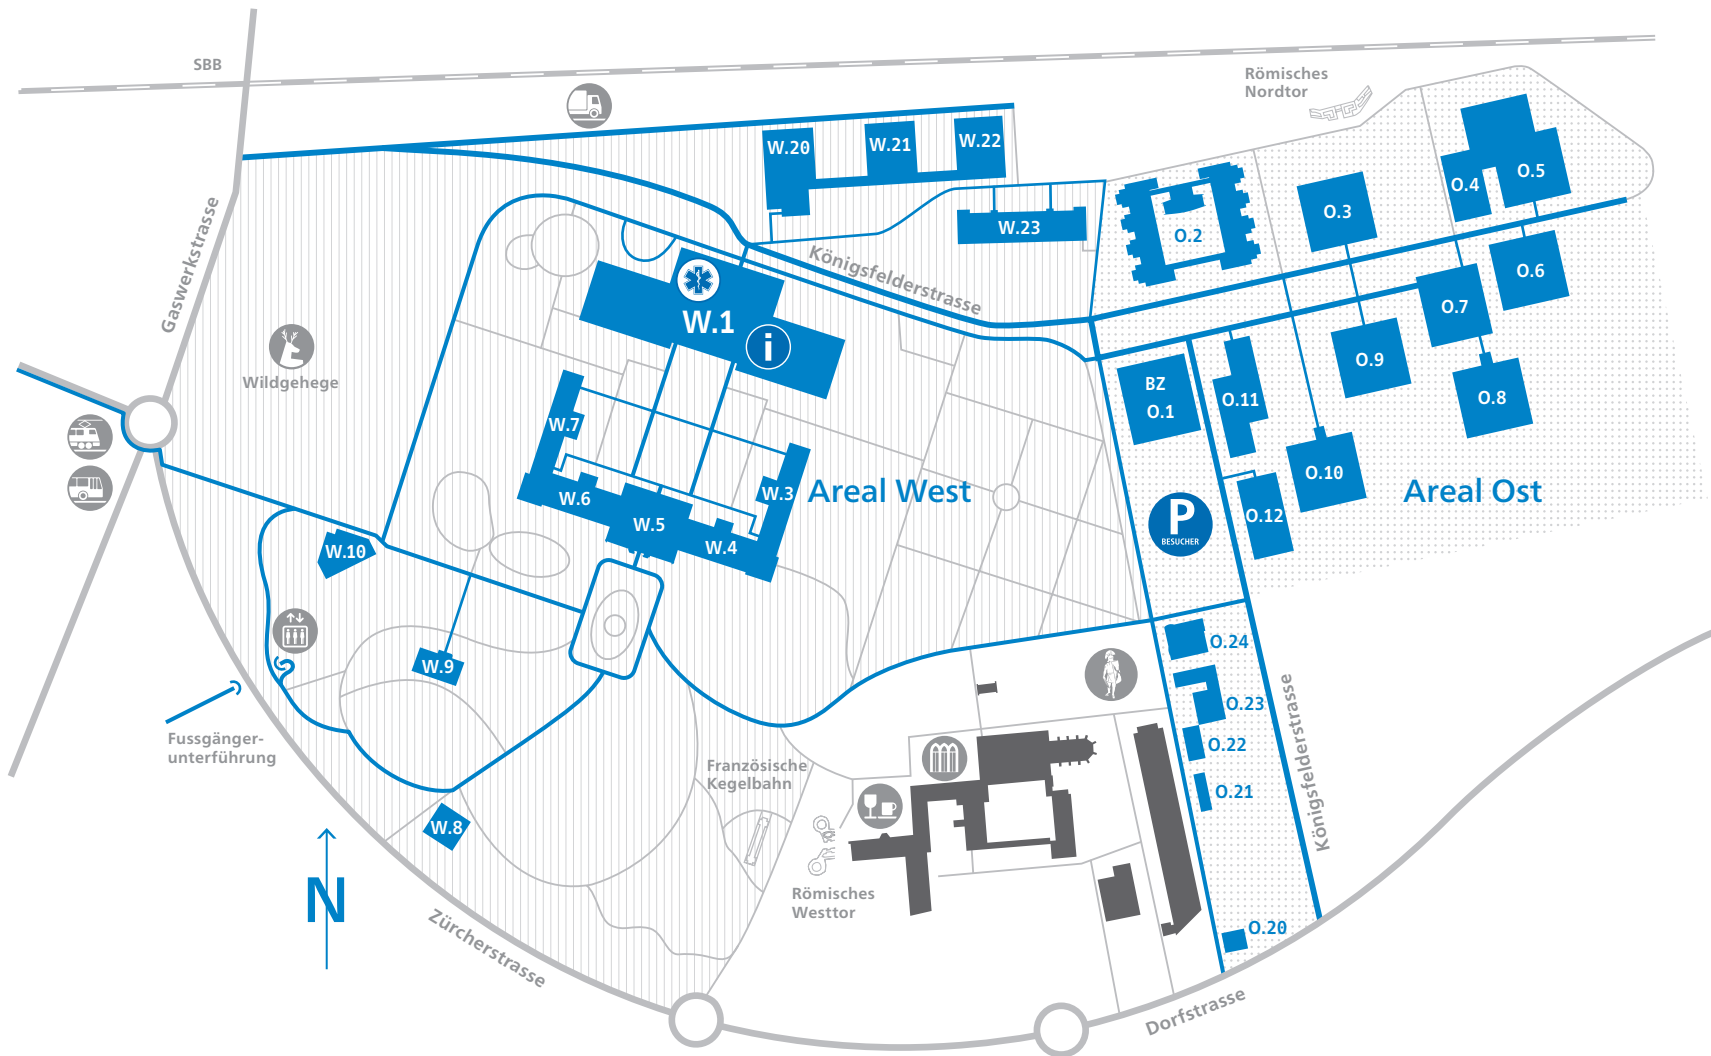 SBB
Römisches
Nordtor
W.20
W.21
W.22
W.23
O.2
O.3
O.4
O.5
O.6
O.7
O.8
O.9
O.10
O.11
O.12
BZ
O.1
Gaswerkstrasse
Königsfelderstrasse
W.1
i
Wildgehege
W.7
W.6
W.5
W.4
W.3
Areal West
Areal Ost
P
BESUCHER
W.10
W.9
W.8
Fussgänger-
unterführung
Französische
Kegelbahn
Römisches
Westtor
O.24
O.23
O.22
O.21
O.20
Königsfelderstrasse
N
Zürcherstrasse
Dorfstrasse